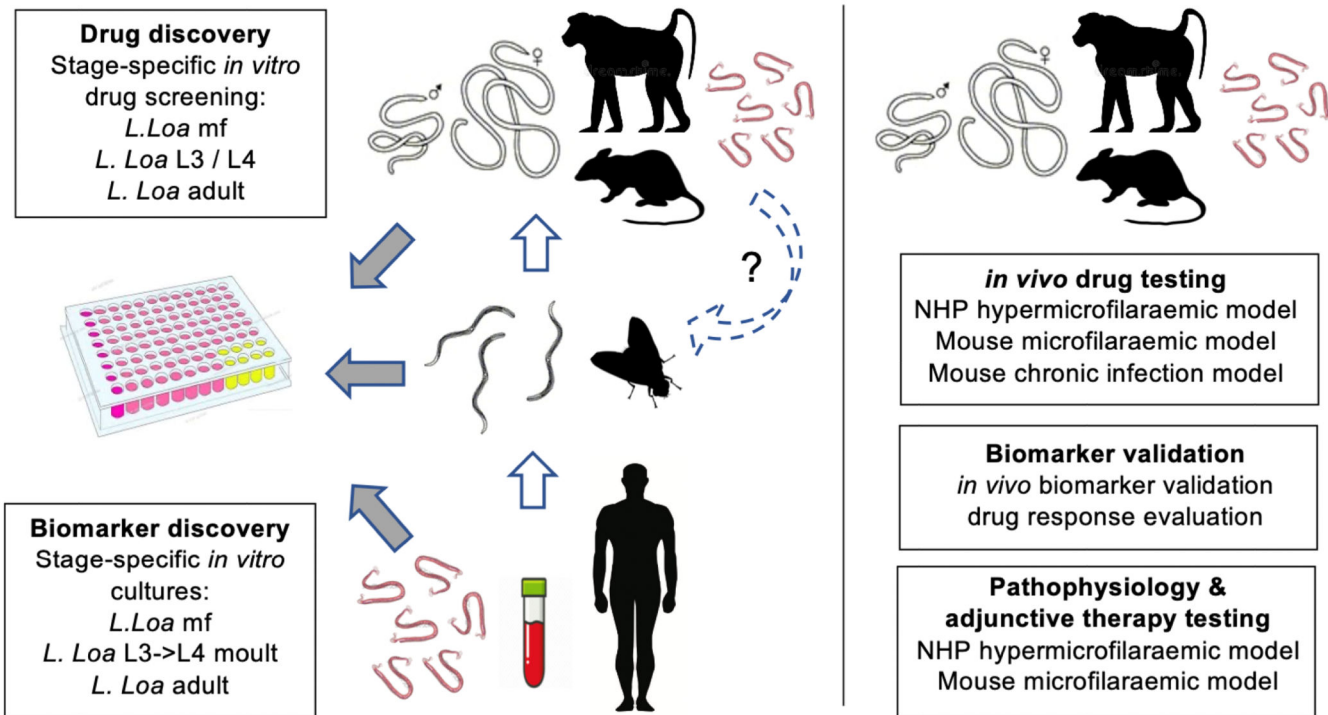 Drug discovery
Stage-specific in vitro
drug screening:
L.Loa mf
L. Loa L3 / L4
L. Loa adult
♂
♀
?
Biomarker discovery
Stage-specific in vitro
cultures:
L.Loa mf
L. Loa L3->L4 moult
L. Loa adult
♂
♀
in vivo drug testing
NHP hypermicrofilaraemic model
Mouse microfilaraemic model
Mouse chronic infection model
Biomarker validation
in vivo biomarker validation
drug response evaluation
Pathophysiology &
adjunctive therapy testing
NHP hypermicrofilaraemic model
Mouse microfilaraemic model